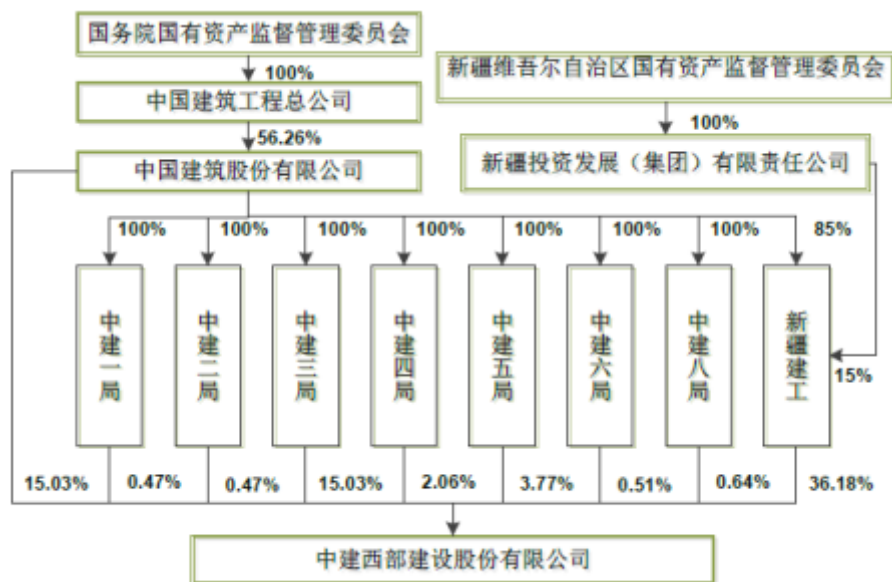 国务院国有资产监督管理委员会
100%
新疆维吾尔自治区国有资产监督管理委员会
中国建筑工程总公司
56.26%
100%
中国建筑股份有限公司
新疆投资发展（集团）有限责任公司
100% 100% 100% 100% 100% 100% 100% 85%
中建一局
中建二局
中建三局
中建四局
中建五局
中建六局
中建八局
新疆建工
15%
15.03% 0.47% 0.47% 15.03% 2.06% 3.77% 0.51% 0.64% 36.18%
中建西部建设股份有限公司